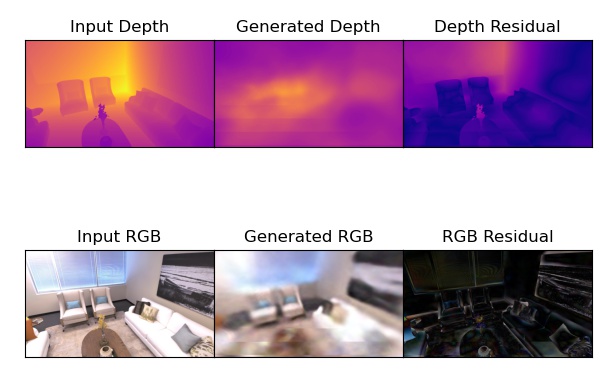 Input Depth
Generated Depth
Depth Residual
Input RGB
Generated RGB
RGB Residual